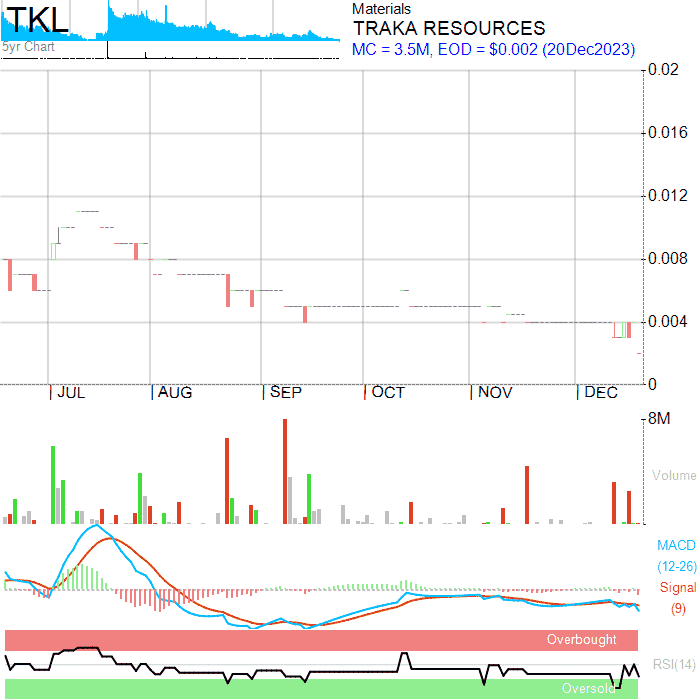 TKL
5yr Chart
Materials
TRAKA RESOURCES
MC = 3.5M, EOD = $0.002 (20Dec2023)
0.02
0.016
0.012
0.008
0.004
0
JUL AUG SEP OCT NOV DEC
8M
Volume
MACD
(12-26)
Signal
(9)
Overbought
RSI(14)
Oversold